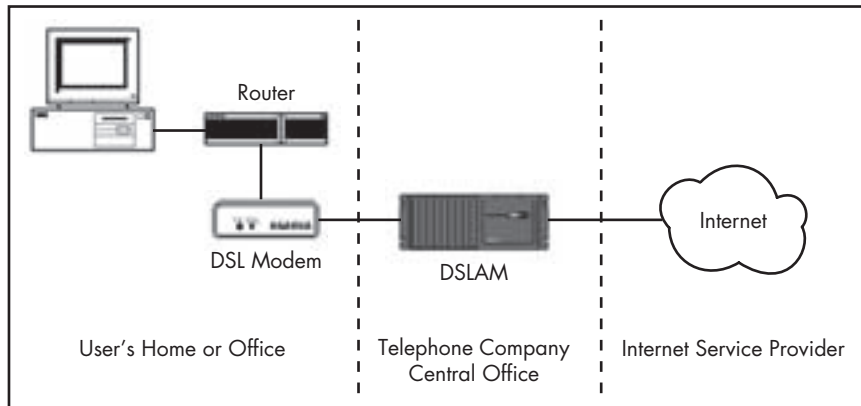 Router
DSL Modem
DSLAM
Internet
User's Home or Office
Telephone Company
Central Office
Internet Service Provider